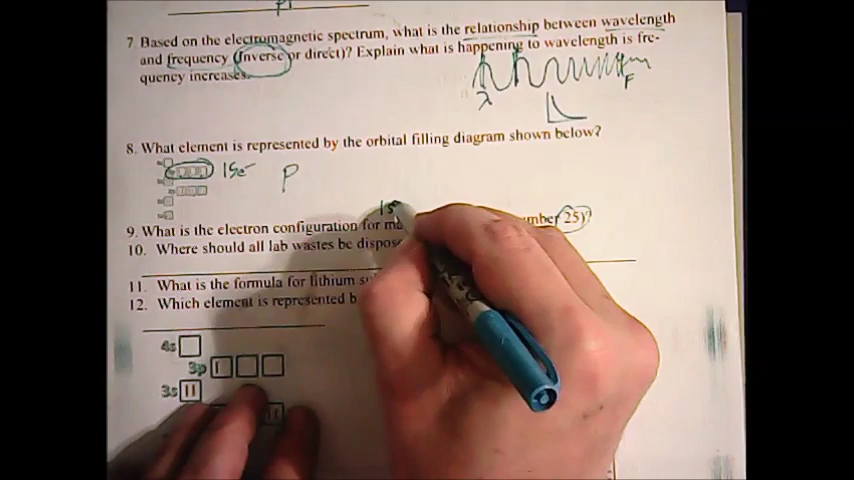 7 Based on the electromagnetic spectrum, what is the relationship between wavelength
and frequency (Inverse or direct)? Explain what is happening to wavelength is fre-
quency increases.
λ
F
8. What element is represented by the orbital filling diagram shown below?
15e- P
9. What is the electron configuration for 25)?
10. Where should all lab wastes be
11. What is the formula for lithium
12. Which element is represented
4s
3p
3s